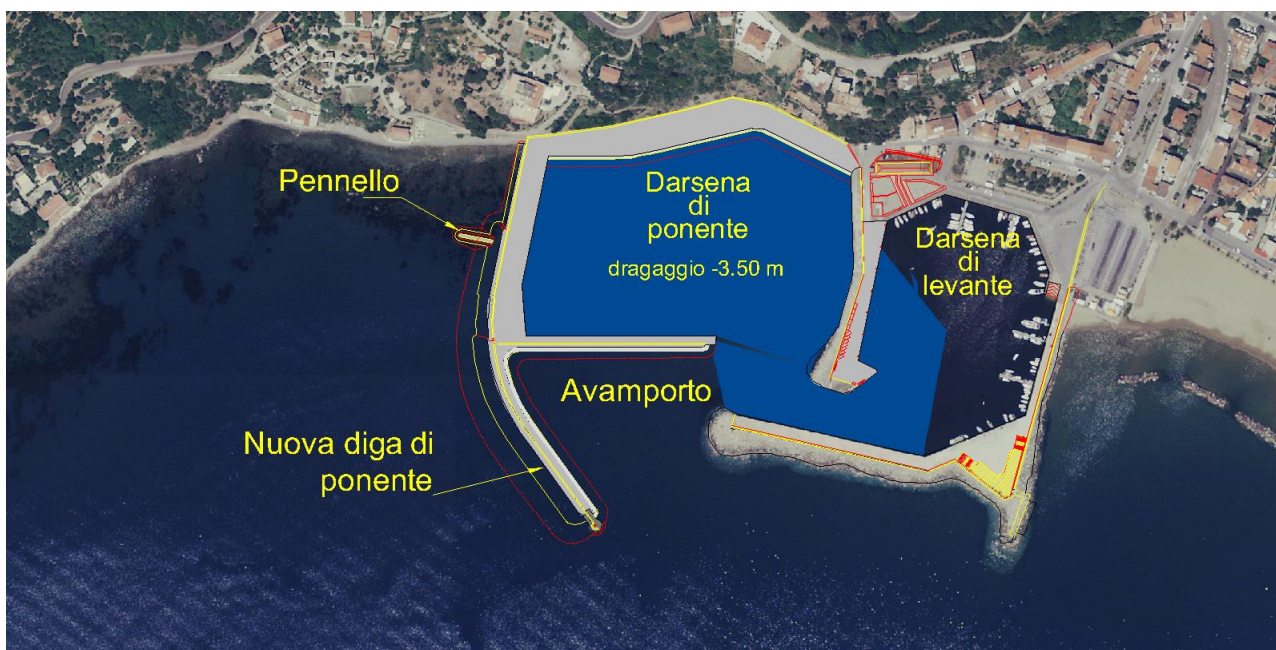 Pennello
Darsena
di
ponente
dragaggio -3.50 m
Darsena
di
levante
Avamporto
Nuova diga di
ponente